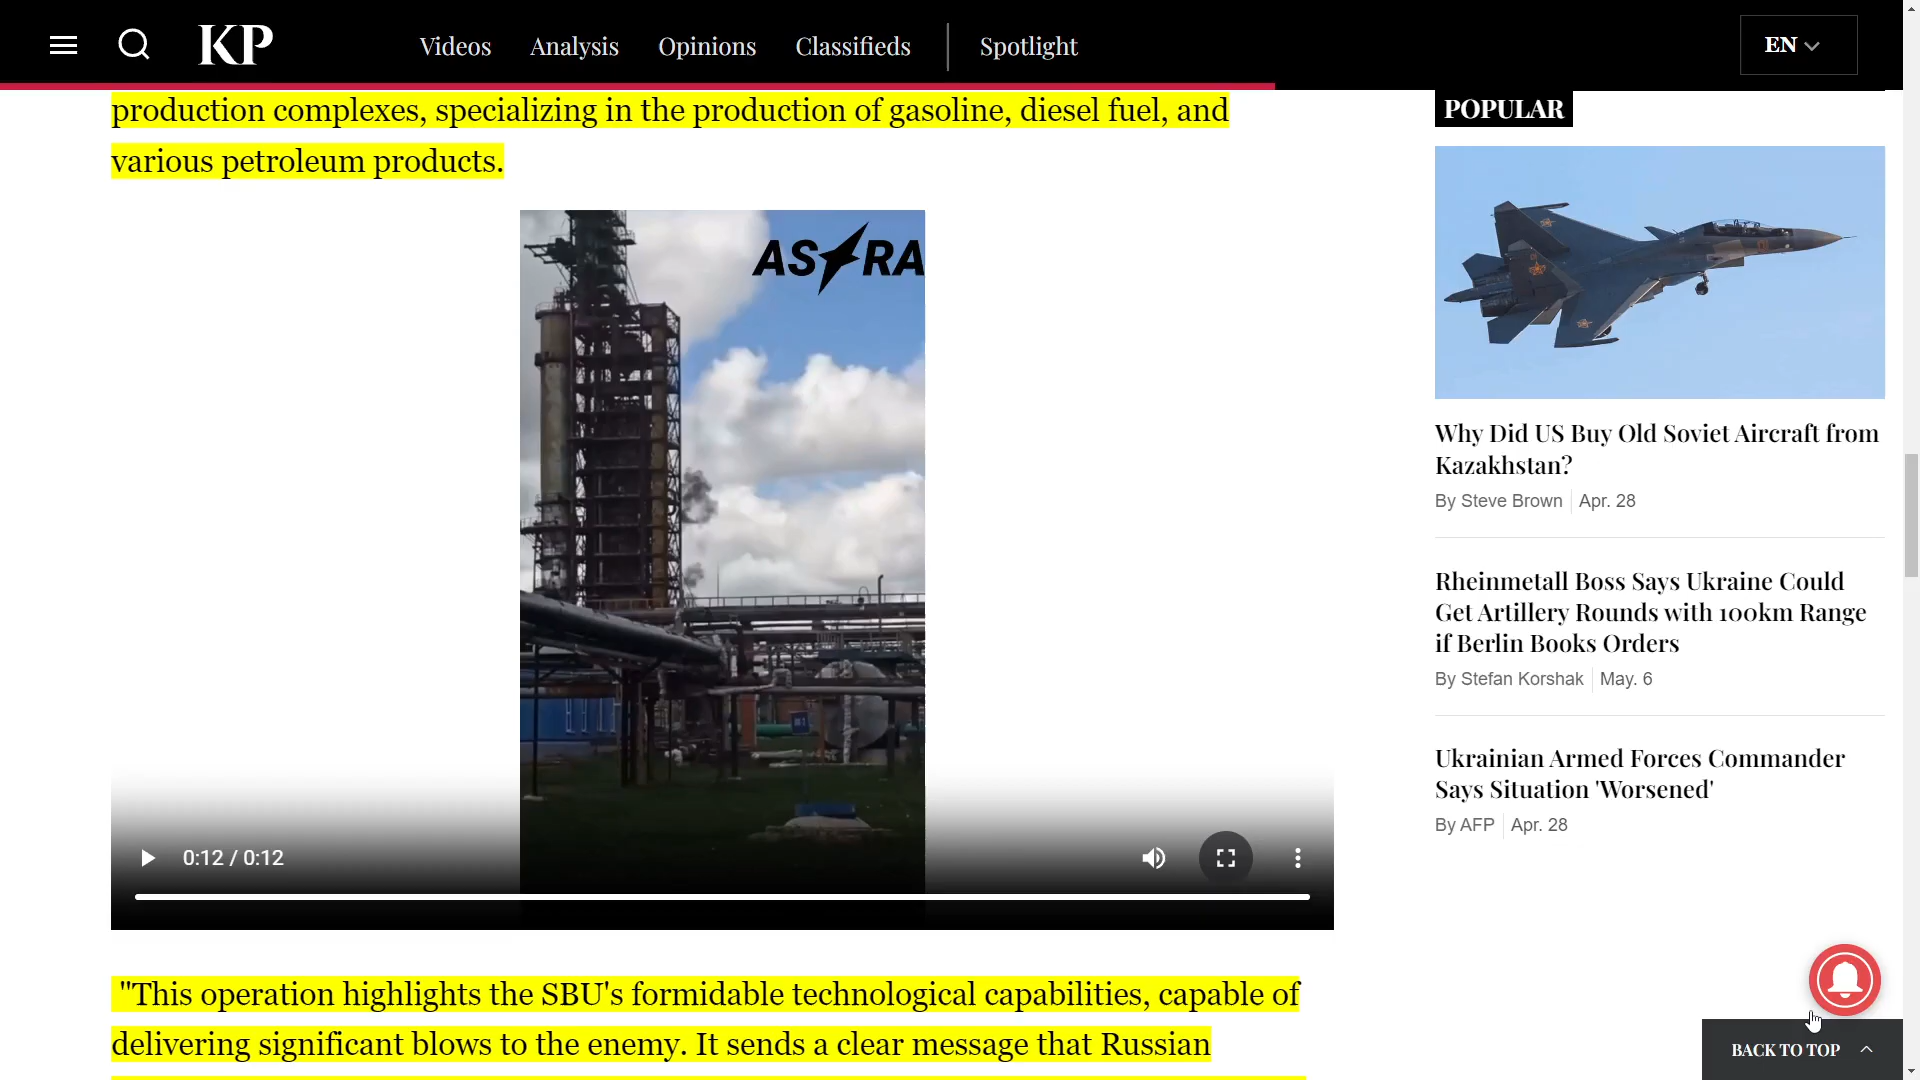 KP
Videos
Analysis
Opinions
Classifieds
Spotlight
EN
production complexes, specializing in the production of gasoline, diesel fuel, and
various petroleum products.
ASTRA
0:12 / 0:12
"This operation highlights the SBU's formidable technological capabilities, capable of
delivering significant blows to the enemy. It sends a clear message that Russian
POPULAR
Why Did US Buy Old Soviet Aircraft from
Kazakhstan?
By Steve Brown
Apr. 28
Rheinmetall Boss Says Ukraine Could
Get Artillery Rounds with 100km Range
if Berlin Books Orders
By Stefan Korshak
May. 6
Ukrainian Armed Forces Commander
Says Situation 'Worsened'
By AFP
Apr. 28
BACK TO TOP